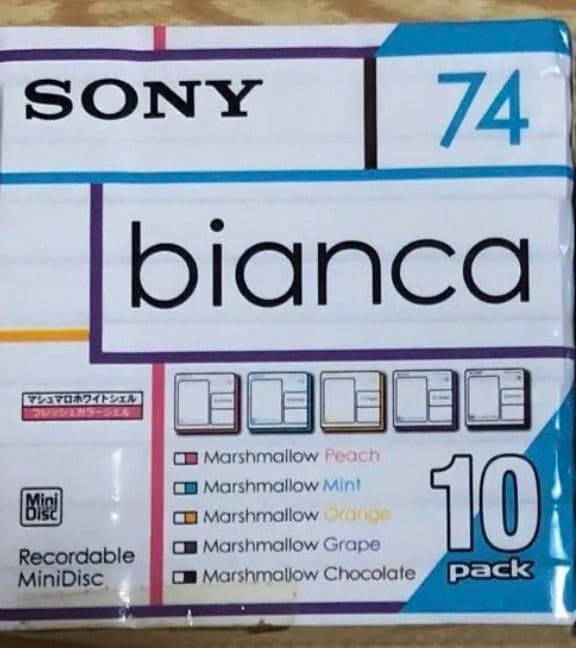 SONY
74
bianca
マシュマロホワイトシェル
フレッシュカラーシェル
Marshmallow Peach
Marshmallow Mint
Marshmallow Orange
Marshmallow Grape
Marshmallow Chocolate
10
pack
Mini
Disc
Recordable
MiniDisc